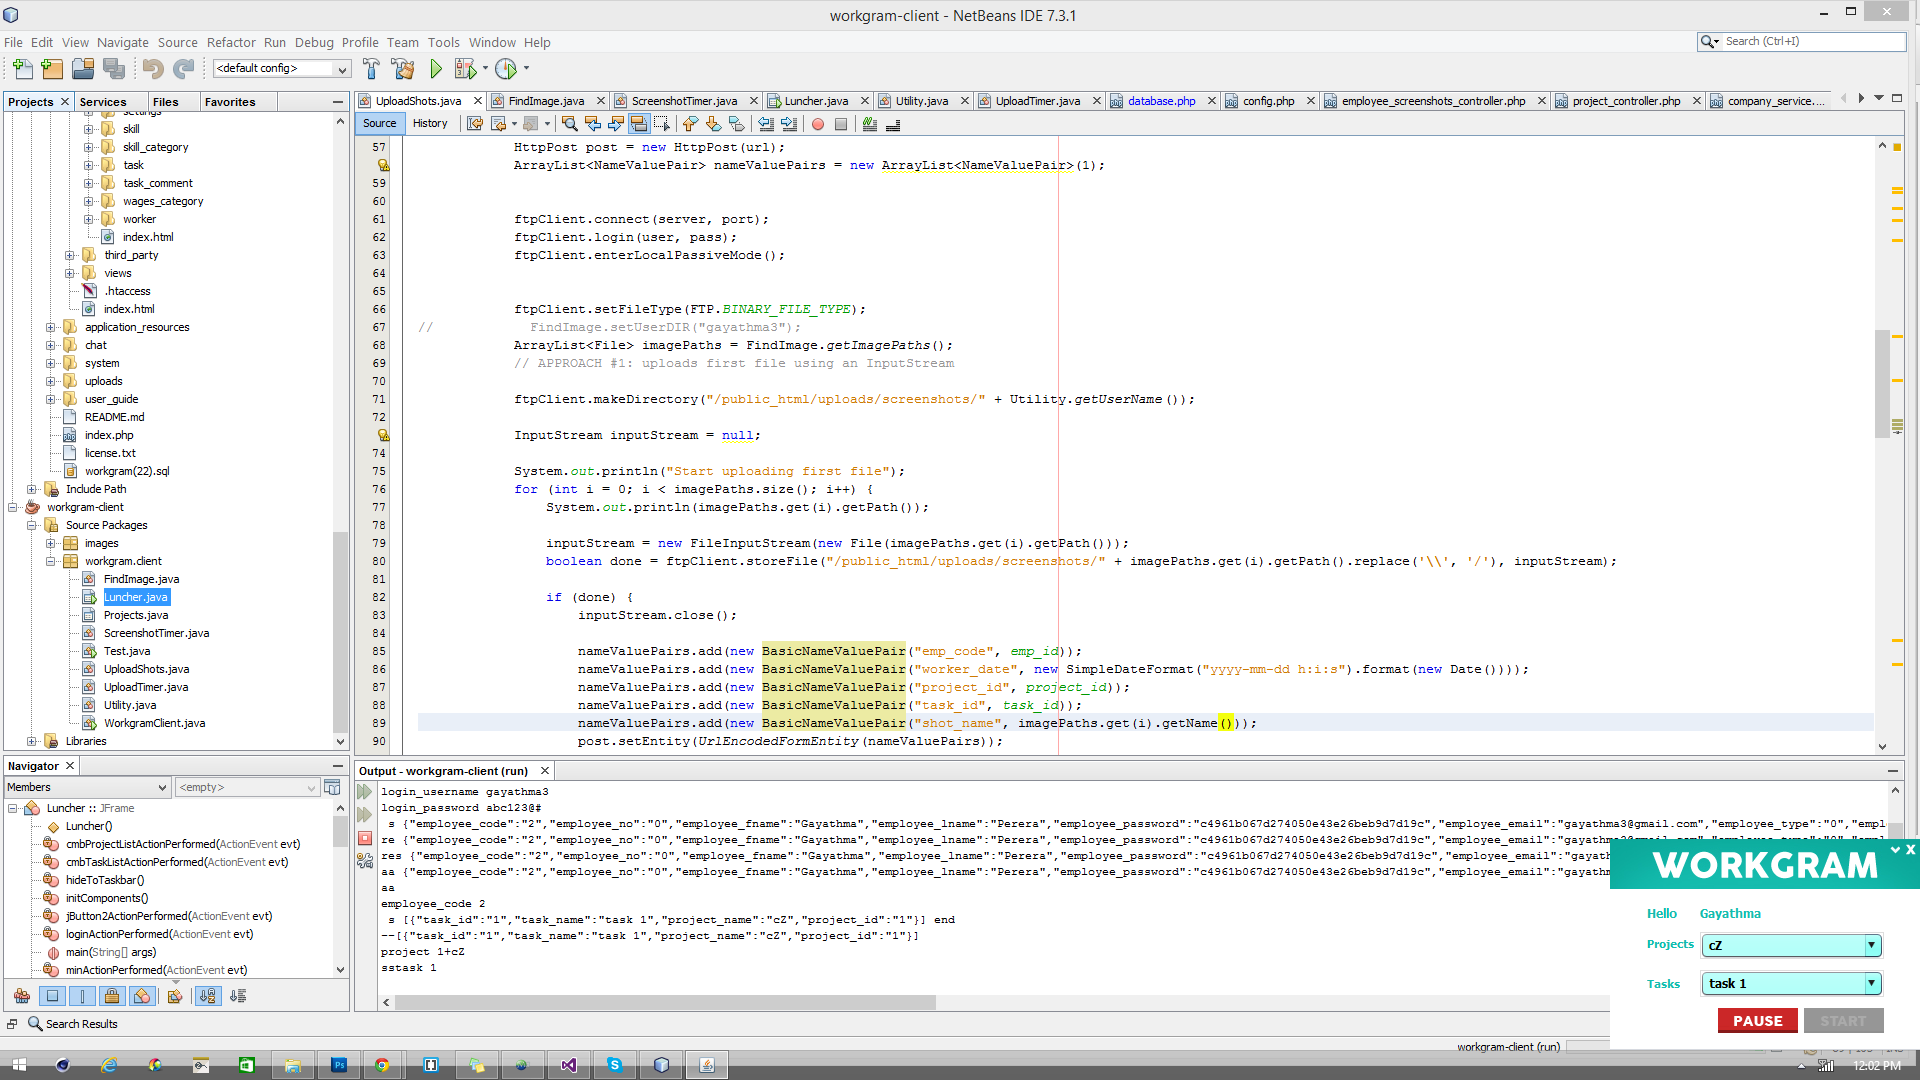 workgram-client - NetBeans IDE 7.3.1
File Edit View Navigate Source Refactor Run Debug Profile Team Tools Window Help
Search (Ctrl+I)
<default config>
Projects Services Files Favorites
skill
skill_category
task
task_comment
wages_category
worker
index.html
third_party
views
.htaccess
index.html
application_resources
chat
system
uploads
user_guide
README.md
index.php
license.txt
workgram(22).sql
Include Path
workgram-client
Source Packages
images
workgram.client
FindImage.java
Luncher.java
Projects.java
ScreenshotTimer.java
Test.java
UploadShots.java
UploadTimer.java
Utility.java
WorkgramClient.java
Libraries
UploadShots.java FindImage.java ScreenshotTimer.java Luncher.java Utility.java UploadTimer.java database.php config.php employee_screenshots_controller.php project_controller.php company_service....
Source History
57 HttpPost post = new HttpPost(url);
ArrayList<NameValuePair> nameValuePairs = new ArrayList<NameValuePair>(1);
59
60
61 ftpClient.connect(server, port);
62 ftpClient.login(user, pass);
63 ftpClient.enterLocalPassiveMode();
64
65
66 ftpClient.setFileType(FTP.BINARY_FILE_TYPE);
67 // FindImage.setUserDIR("gayathma3");
68 ArrayList<File> imagePaths = FindImage.getImagePaths();
69 // APPROACH #1: uploads first file using an InputStream
70
71 ftpClient.makeDirectory("/public_html/uploads/screenshots/" + Utility.getUserName());
72
InputStream inputStream = null;
74
75 System.out.println("Start uploading first file");
76 for (int i = 0; i < imagePaths.size(); i++) {
77 System.out.println(imagePaths.get(i).getPath());
78
79 inputStream = new FileInputStream(new File(imagePaths.get(i).getPath()));
80 boolean done = ftpClient.storeFile("/public_html/uploads/screenshots/" + imagePaths.get(i).getPath().replace('\\', '/'), inputStream);
81
82 if (done) {
83 inputStream.close();
84
85 nameValuePairs.add(new BasicNameValuePair("emp_code", emp_id));
86 nameValuePairs.add(new BasicNameValuePair("worker_date", new SimpleDateFormat("yyyy-mm-dd h:i:s").format(new Date())));
87 nameValuePairs.add(new BasicNameValuePair("project_id", project_id));
88 nameValuePairs.add(new BasicNameValuePair("task_id", task_id));
89 nameValuePairs.add(new BasicNameValuePair("shot_name", imagePaths.get(i).getName()));
90 post.setEntity(UrlEncodedFormEntity(nameValuePairs));
Navigator
Members <empty>
Luncher :: JFrame
Luncher()
cmbProjectListActionPerformed(ActionEvent evt)
cmbTaskListActionPerformed(ActionEvent evt)
hideToTaskbar()
initComponents()
jButton2ActionPerformed(ActionEvent evt)
loginActionPerformed(ActionEvent evt)
main(String[] args)
minActionPerformed(ActionEvent evt)
Output - workgram-client (run)
login_username gayathma3
login_password abc123@#
s {"employee_code":"2","employee_no":"0","employee_fname":"Gayathma","employee_lname":"Perera","employee_password":"c4961b067d274050e43e26beb9d7d19c","employee_email":"gayathma3@gmail.com","employee_type":"0","empl
re {"employee_code":"2","employee_no":"0","employee_fname":"Gayathma","employee_lname":"Perera","employee_password":"c4961b067d274050e43e26beb9d7d19c","employee_email":"gayathma3@gmail.com","employee_type":"0","emp
res {"employee_code":"2","employee_no":"0","employee_fname":"Gayathma","employee_lname":"Perera","employee_password":"c4961b067d274050e43e26beb9d7d19c","employee_email":"gayath
aa {"employee_code":"2","employee_no":"0","employee_fname":"Gayathma","employee_lname":"Perera","employee_password":"c4961b067d274050e43e26beb9d7d19c","employee_email":"gayathm
aa
employee_code 2
s [{"task_id":"1","task_name":"task 1","project_name":"cZ","project_id":"1"}] end
--[{"task_id":"1","task_name":"task 1","project_name":"cZ","project_id":"1"}]
project 1+cZ
sstask 1
WORKGRAM
X
Hello Gayathma
Projects cZ
Tasks task 1
PAUSE START
Search Results
workgram-client (run)
12:02 PM